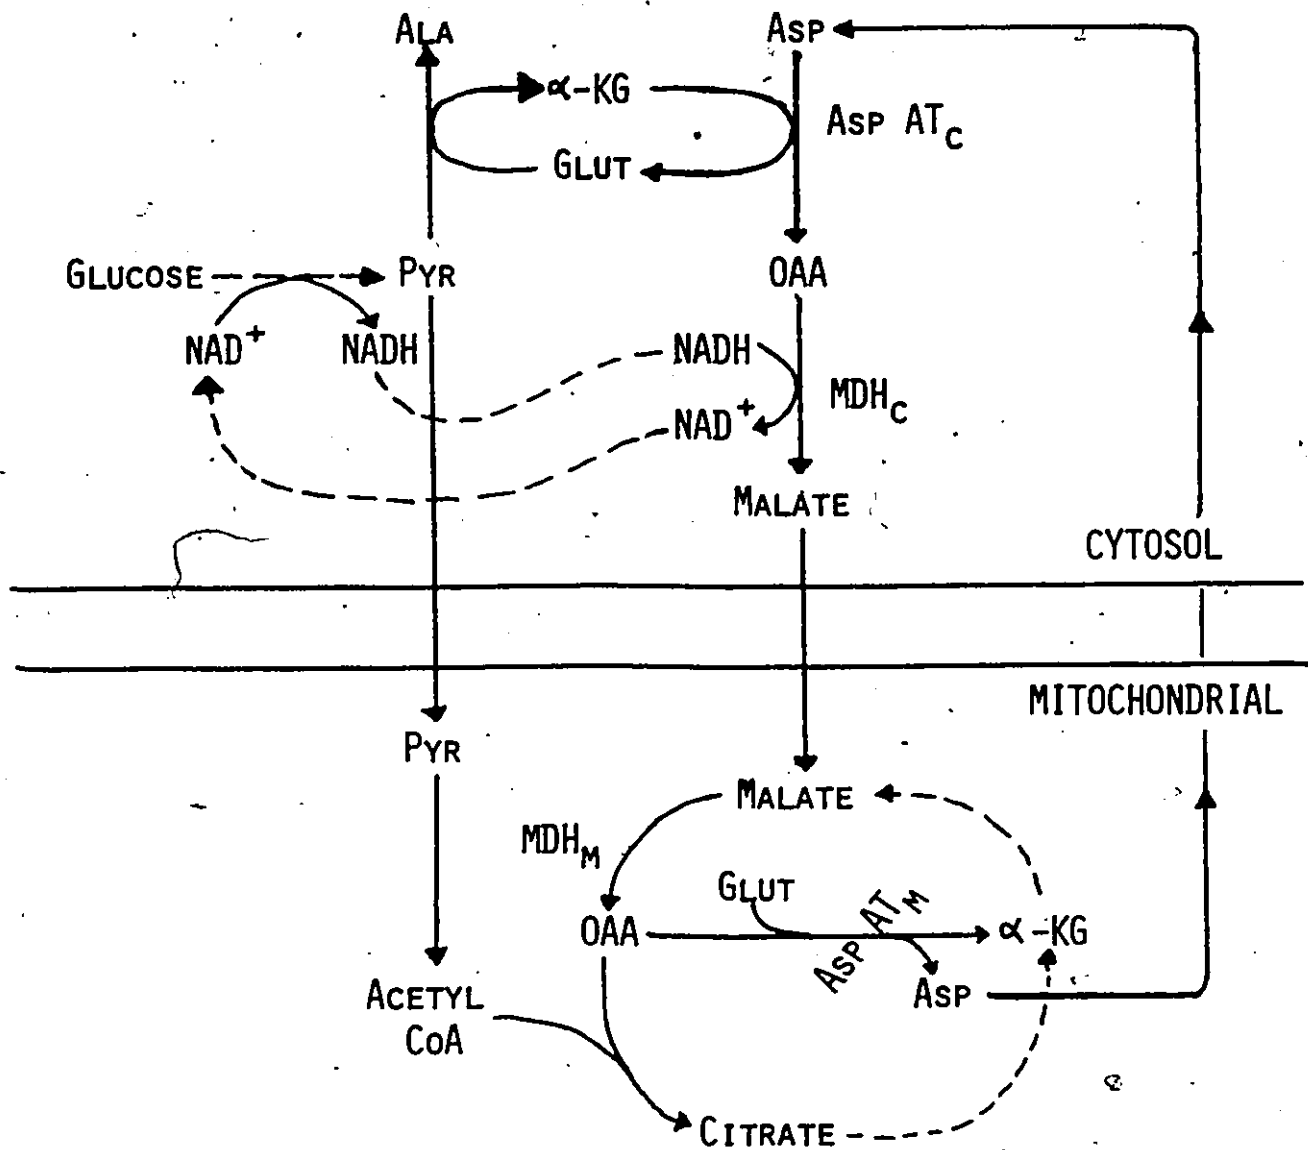 ALA
ASP
α-KG
ASP ATC
GLUT
GLUCOSE
PYR
OAA
NAD+
NADH
NADH
MDHC
NAD+
MALATE
CYTOSOL
MITOCHONDRIAL
PYR
MALATE
MDHM
GLUT
ASP ATM
OAA
α-KG
ASP
ACETYL
COA
CITRATE